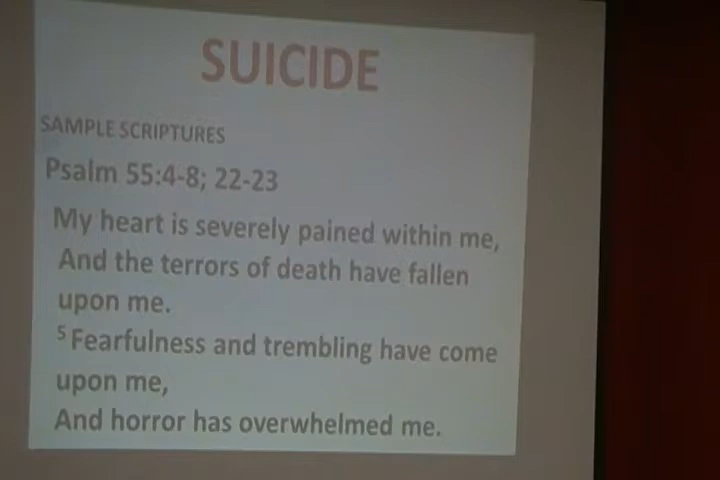 SUICIDE
SAMPLE SCRIPTURES
Psalm 55:4-8; 22-23
My heart is severely pained within me,
And the terrors of death have fallen
upon me.
5 Fearfulness and trembling have come
upon me,
And horror has overwhelmed me.